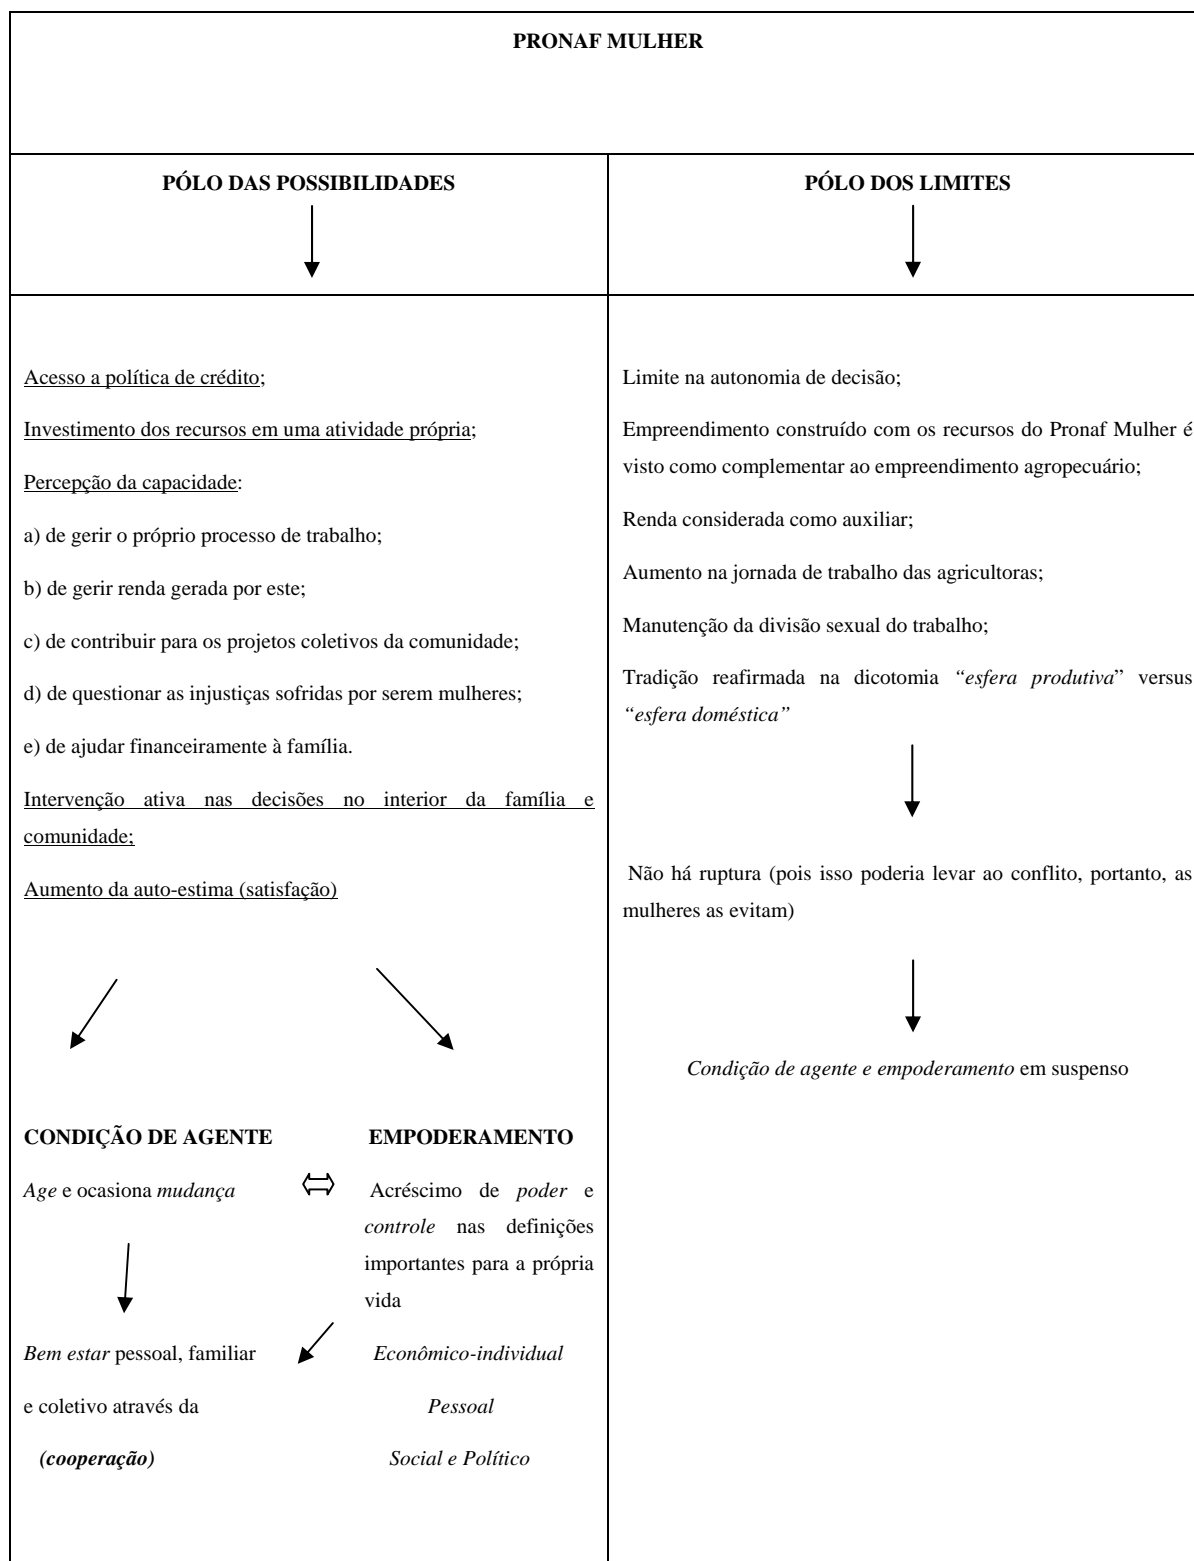 PRONAF MULHER
PÓLO DAS POSSIBILIDADES
Acesso a política de crédito;
Investimento dos recursos em uma atividade própria;
Percepção da capacidade:
a) de gerir o próprio processo de trabalho;
b) de gerir renda gerada por este;
c) de contribuir para os projetos coletivos da comunidade;
d) de questionar as injustiças sofridas por serem mulheres;
e) de ajudar financeiramente à família.
Intervenção ativa nas decisões no interior da família e
comunidade;
Aumento da auto-estima (satisfação)
CONDIÇÃO DE AGENTE
Age e ocasiona mudança
Bem estar pessoal, familiar
e coletivo através da
(cooperação)
EMPODERAMENTO
Acréscimo de poder e
controle nas definições
importantes para a própria
vida
Econômico-individual
Pessoal
Social e Político
PÓLO DOS LIMITES
Limite na autonomia de decisão;
Empreendimento construído com os recursos do Pronaf Mulher é
visto como complementar ao empreendimento agropecuário;
Renda considerada como auxiliar;
Aumento na jornada de trabalho das agricultoras;
Manutenção da divisão sexual do trabalho;
Tradição reafirmada na dicotomia “esfera produtiva” versus
“esfera doméstica”
Não há ruptura (pois isso poderia levar ao conflito, portanto, as
mulheres as evitam)
Condição de agente e empoderamento em suspenso